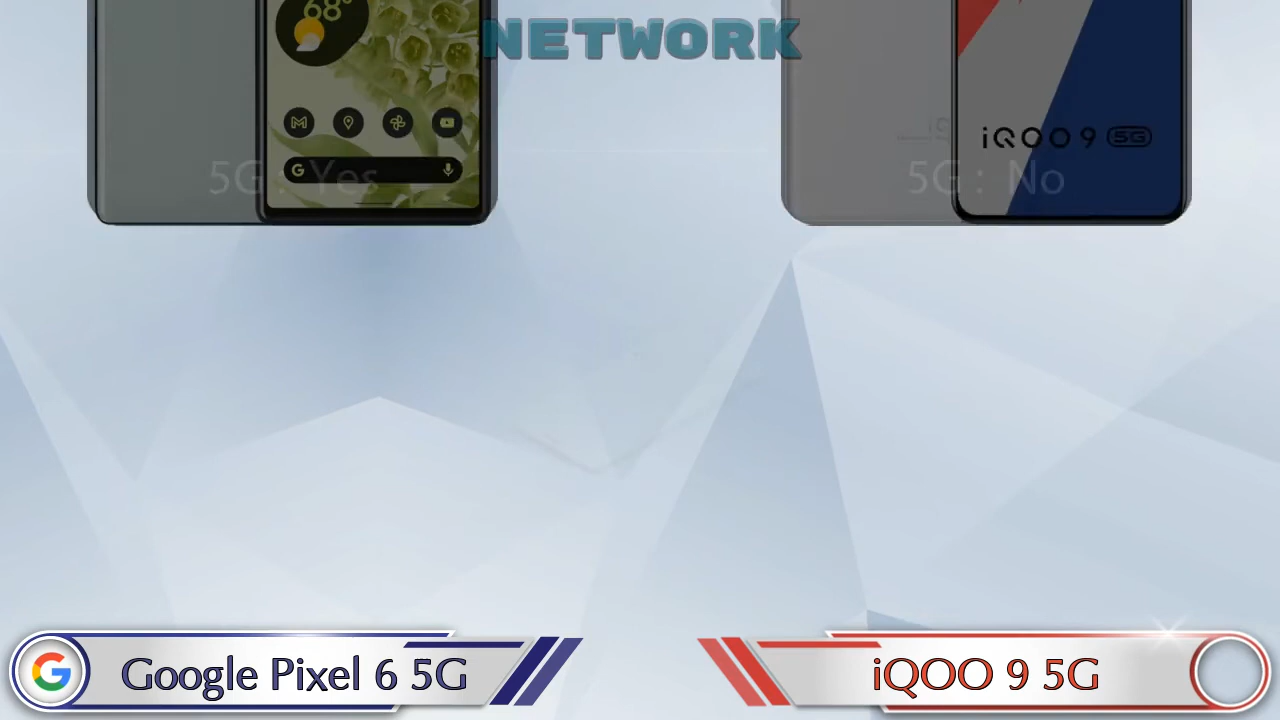 68°
NETWORK
iQOO 9 5G
5G : Yes
5G : No
Google Pixel 6 5G
iQOO 9 5G